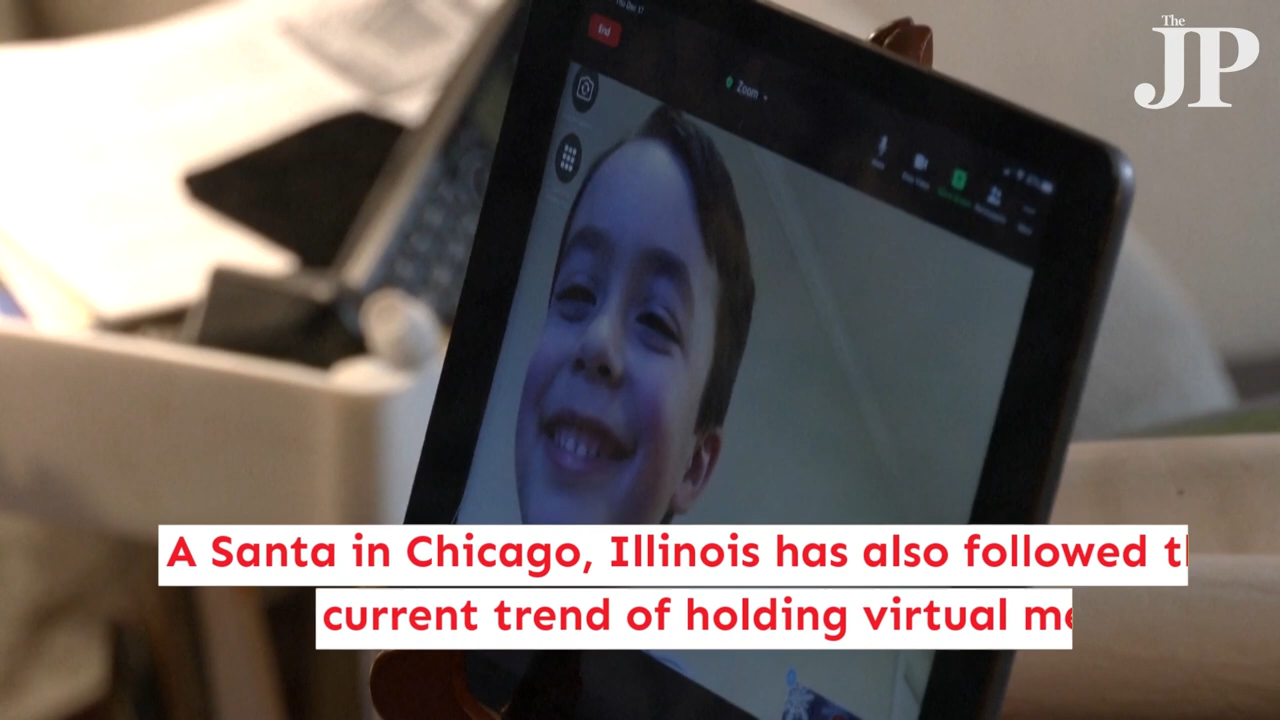 The
JP
End
Zoom
A Santa in Chicago, Illinois has also followed t
current trend of holding virtual me